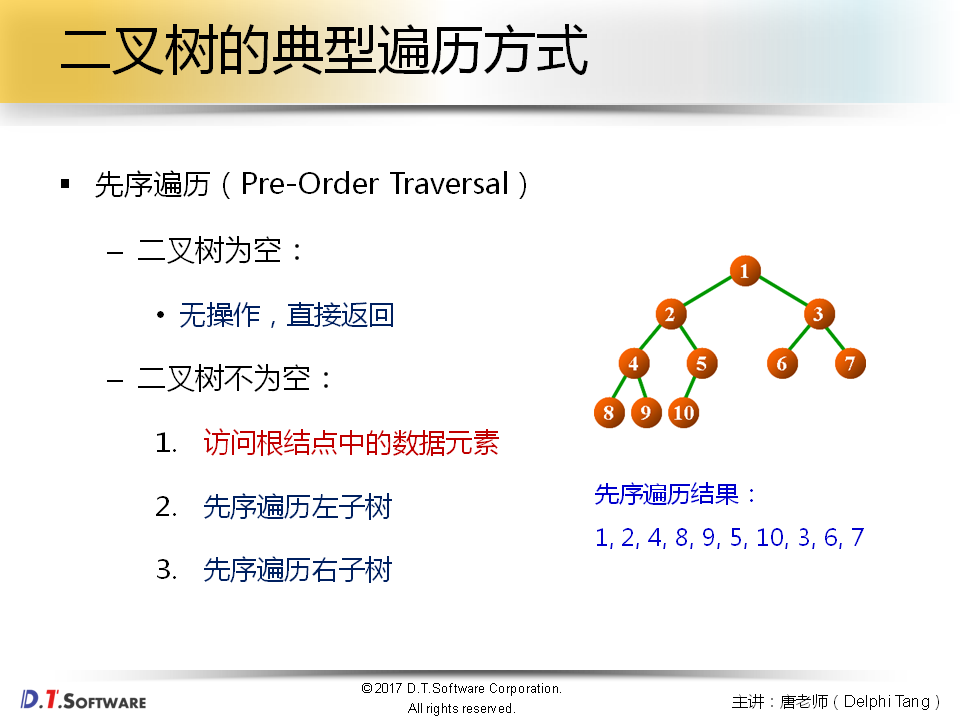 二叉树的典型遍历方式
▪ 先序遍历（Pre-Order Traversal）
– 二叉树为空：
• 无操作，直接返回
– 二叉树不为空：
1. 访问根结点中的数据元素
2. 先序遍历左子树
3. 先序遍历右子树
1
2 3
4 5 6 7
8 9 10
先序遍历结果：
1, 2, 4, 8, 9, 5, 10, 3, 6, 7
D.T.SOFTWARE
©2017 D.T.Software Corporation.
All rights reserved.
主讲：唐老师（Delphi Tang）